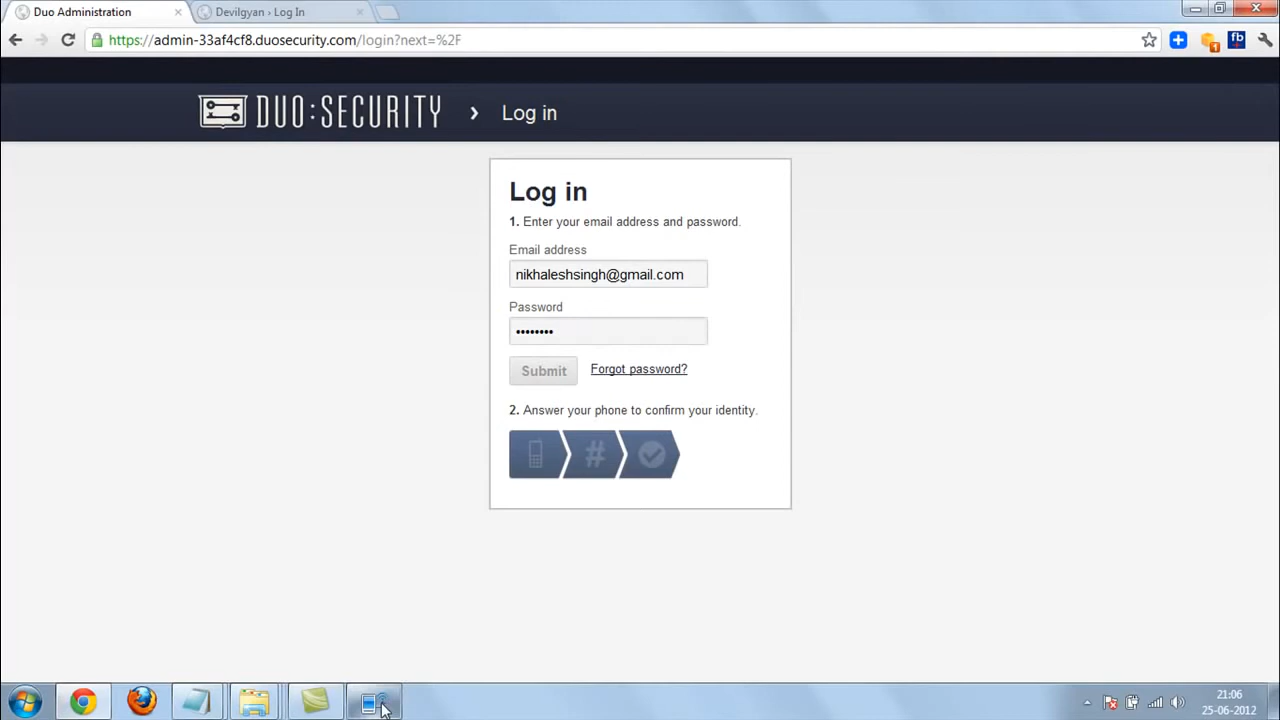 Duo Administration
Devilgyan › Log In
https://admin-33af4cf8.duosecurity.com/login?next=%2F
fb
DUO:SECURITY
Log in
Log in
1. Enter your email address and password.
Email address
nikhaleshsingh@gmail.com
Password
••••••••
Submit Forgot password?
2. Answer your phone to confirm your identity.
#
21:06
25-06-2012